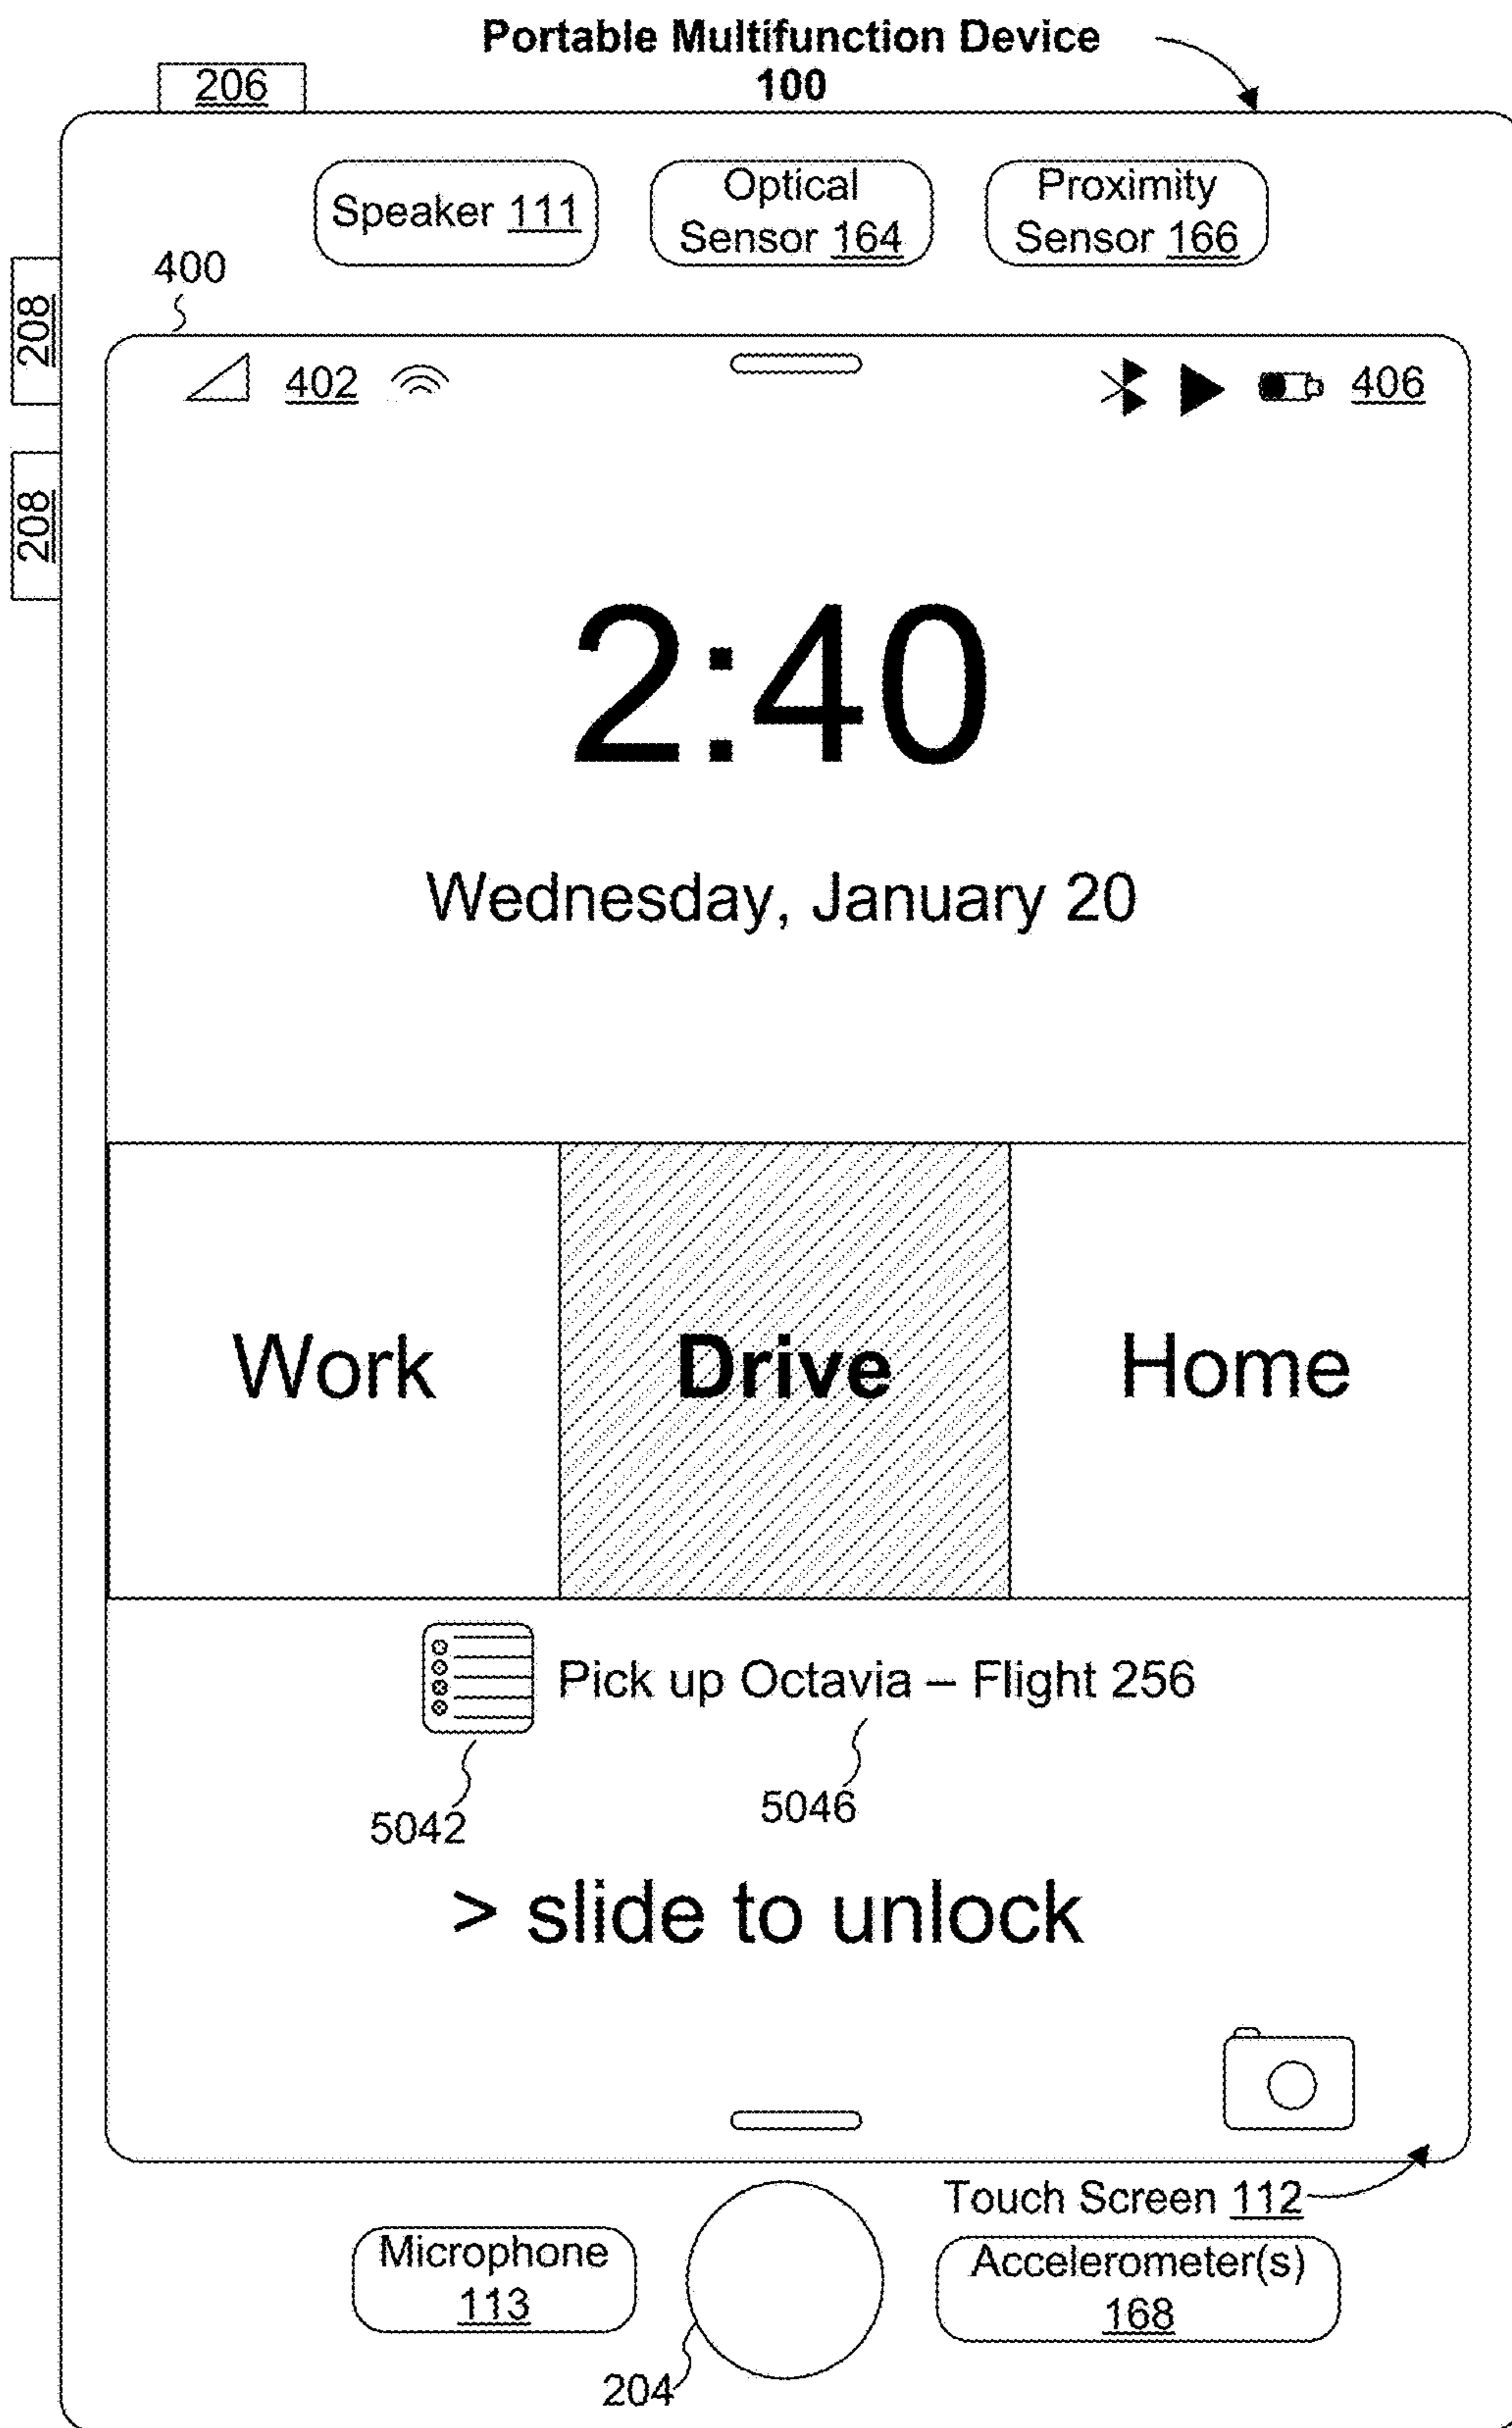 Portable Multifunction Device
100
206
Speaker 111
Optical
Sensor 164
Proximity
Sensor 166
400
208
402
406
208
2:40
Wednesday, January 20
Work
Drive
Home
Pick up Octavia – Flight 256
5042
5046
> slide to unlock
Touch Screen 112
Microphone
113
Accelerometer(s)
168
204